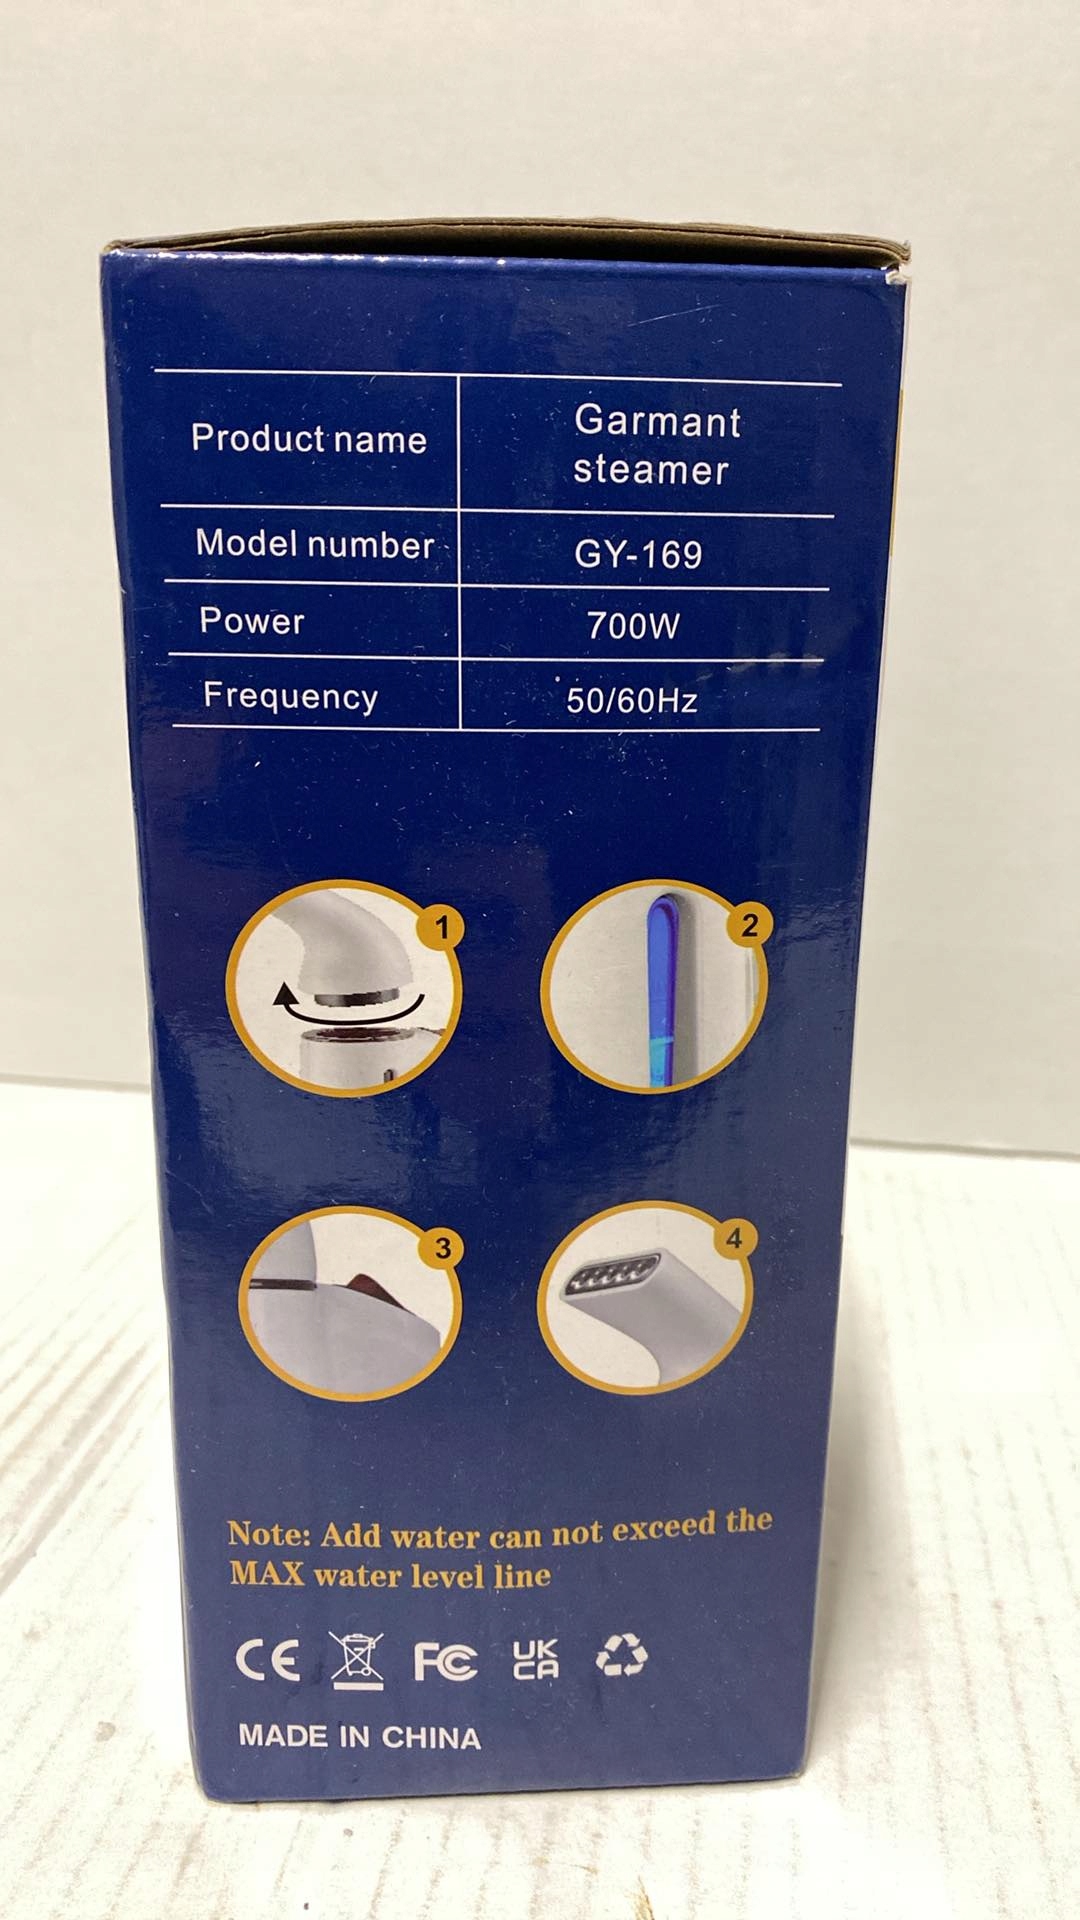 Product name
Garmant
steamer
Model number
GY-169
Power
700W
Frequency
50/60Hz
1
2
3
4
Note: Add water can not exceed the
MAX water level line
CE
FC
UK
CA
MADE IN CHINA